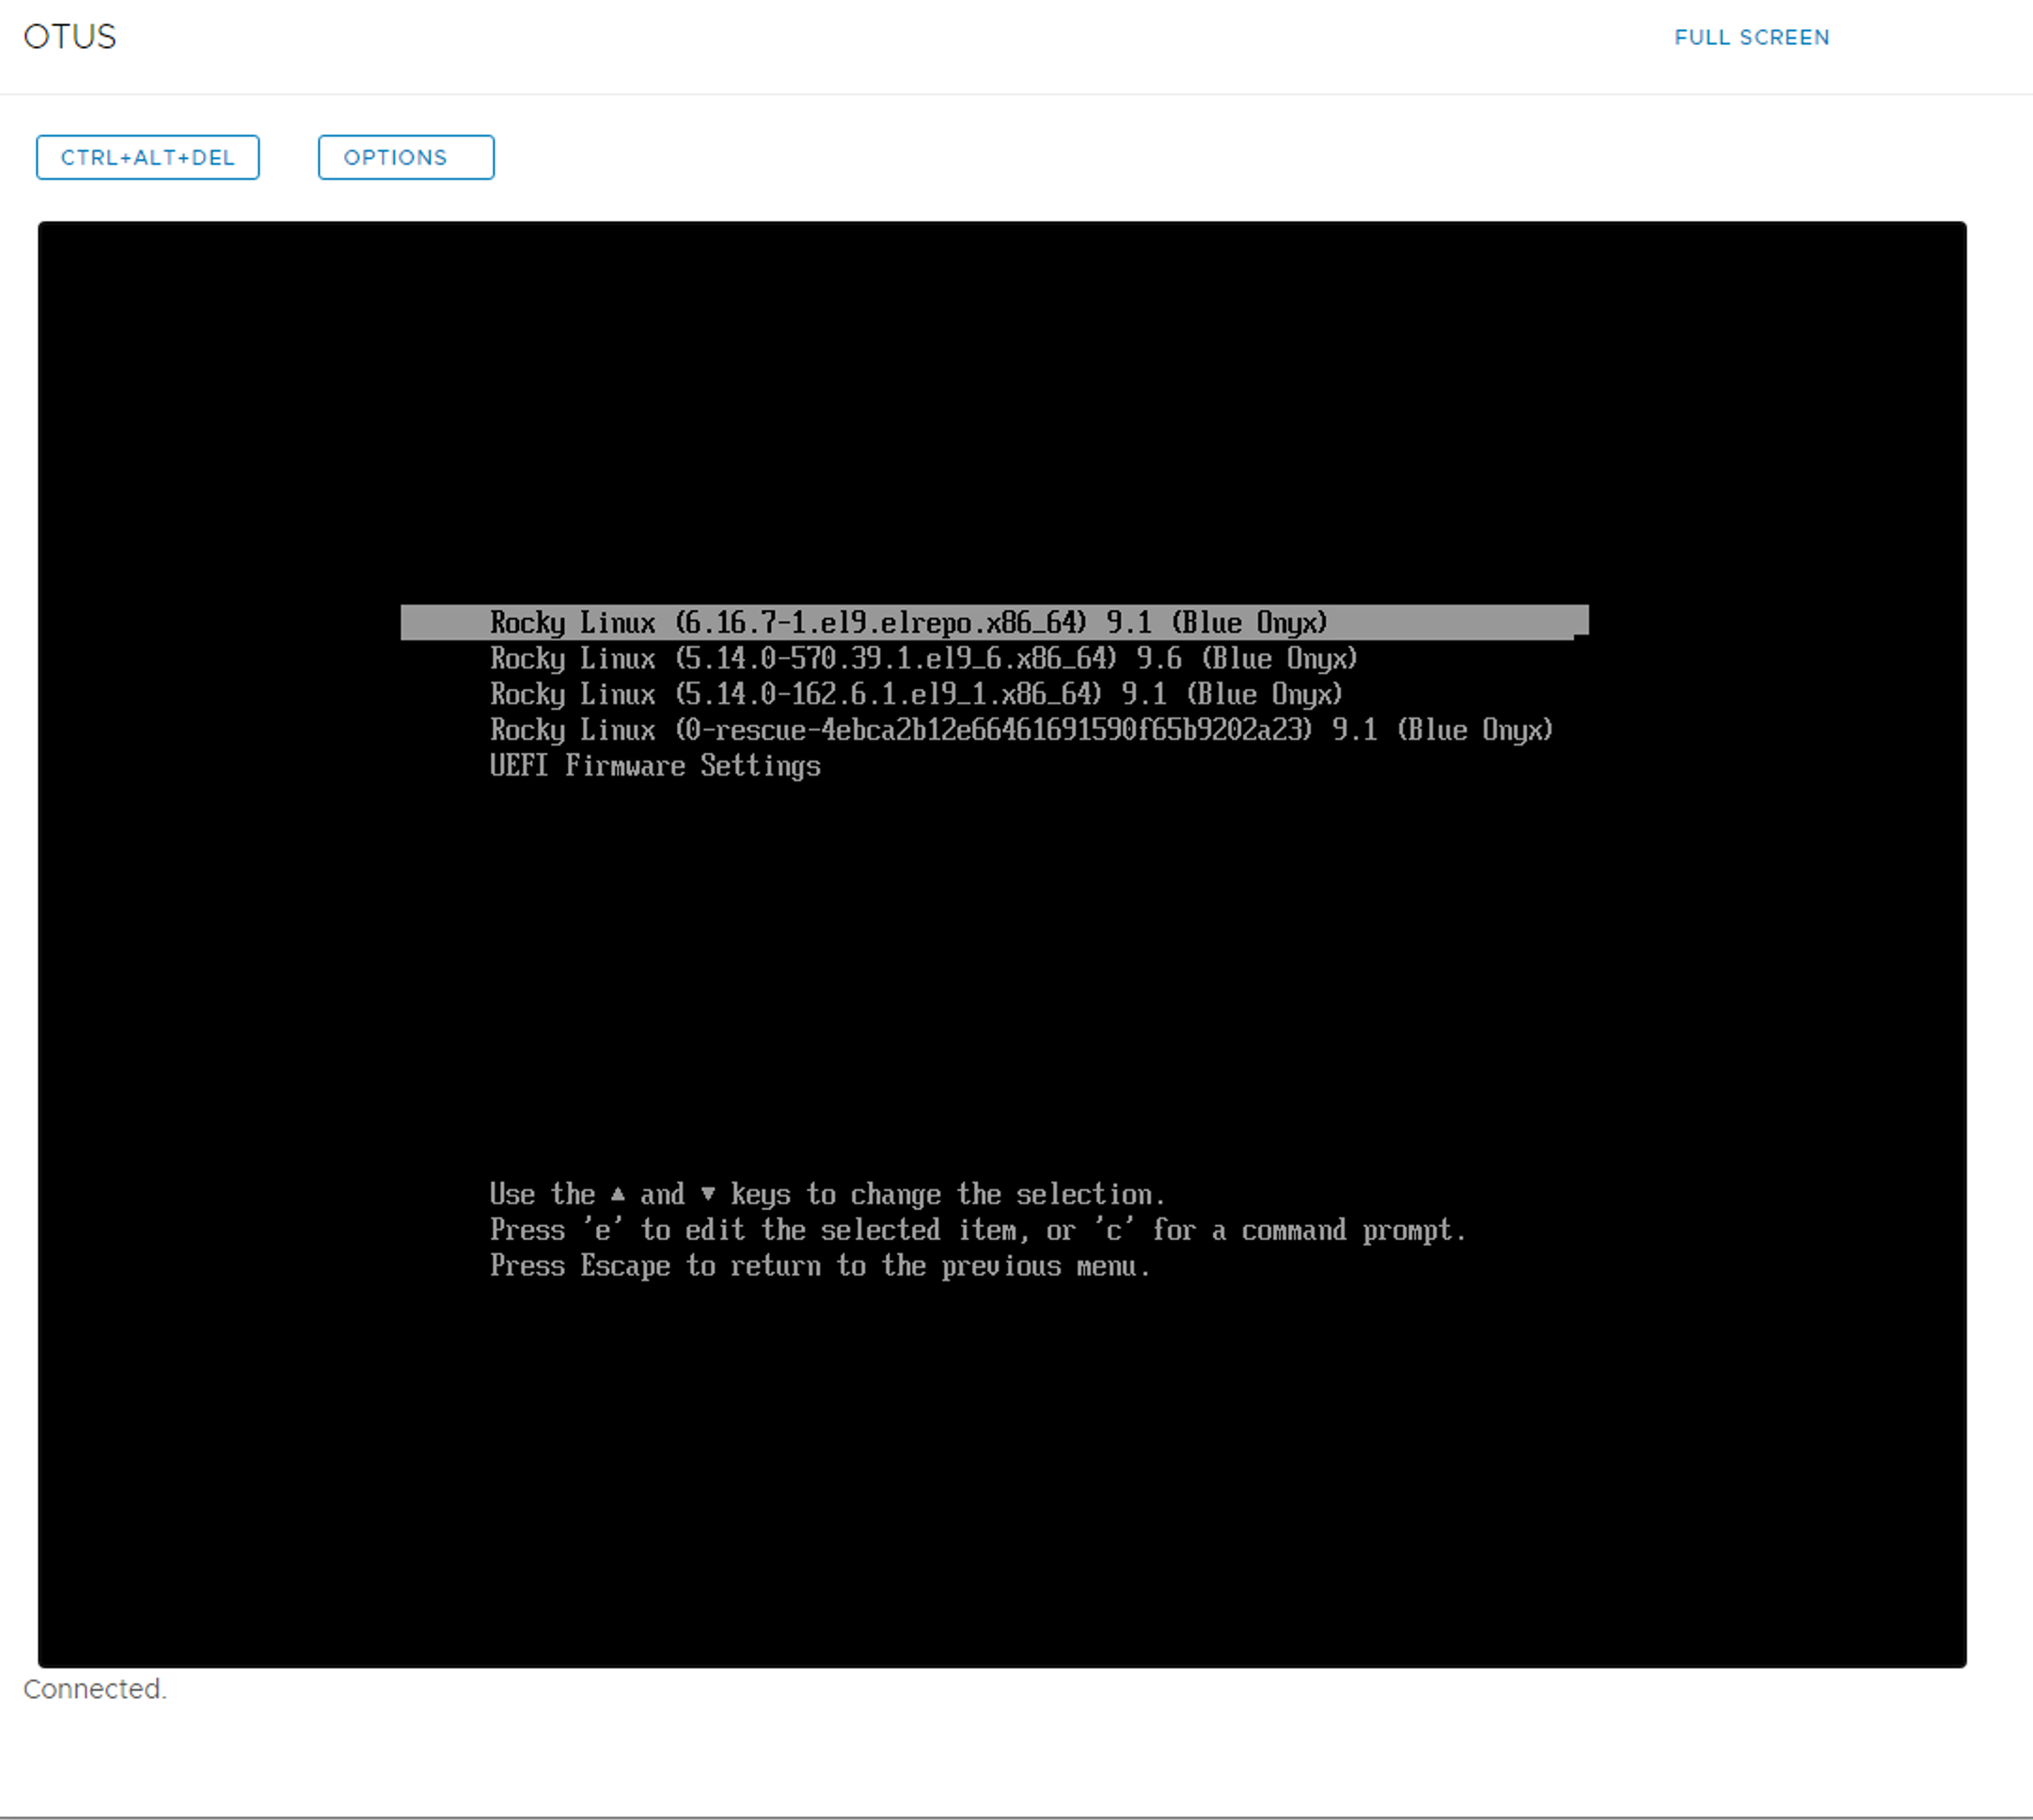 OTUS
FULL SCREEN
CTRL+ALT+DEL
OPTIONS
Rocky Linux (6.16.7-1.el9.elrepo.x86_64) 9.1 (Blue Onyx)
Rocky Linux (5.14.0-570.39.1.el9_6.x86_64) 9.6 (Blue Onyx)
Rocky Linux (5.14.0-162.6.1.el9_1.x86_64) 9.1 (Blue Onyx)
Rocky Linux (0-rescue-4ebca2b12e66461691590f65b9202a23) 9.1 (Blue Onyx)
UEFI Firmware Settings
Use the ▲ and ▼ keys to change the selection.
Press 'e' to edit the selected item, or 'c' for a command prompt.
Press Escape to return to the previous menu.
Connected.